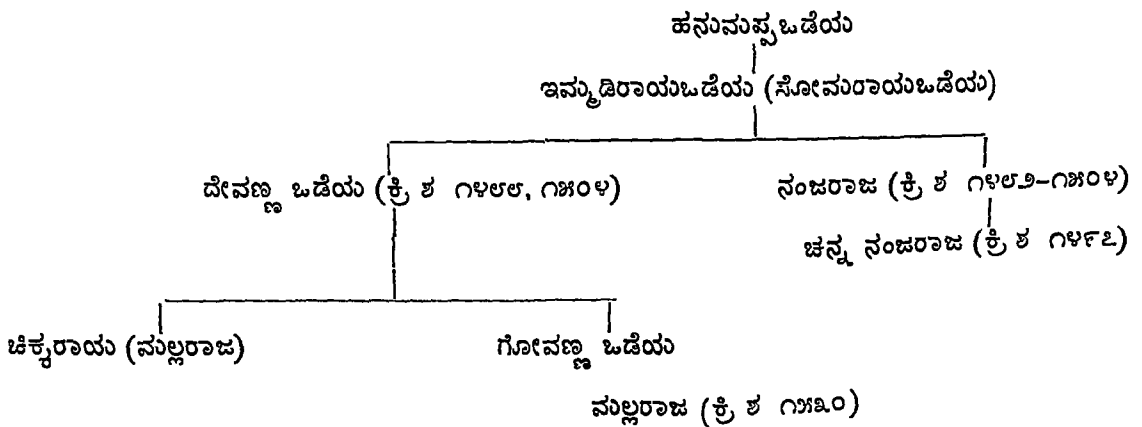 ಹನುಮಪ್ಪ ಒಡೆಯ
ಇಮ್ಮಡಿರಾಯಒಡೆಯ (ಸೋಮರಾಯಒಡೆಯ)
ದೇವಣ್ಣ ಒಡೆಯ (ಕ್ರಿ ಶ ೧೪೮೮, ೧೫೦೪)
ನಂಜರಾಜ (ಕ್ರಿ ಶ ೧೪೮೨-೧೫೦೪)
ಚನ್ನ ನಂಜರಾಜ (ಕ್ರಿ ಶ ೧೪೯೭)
ಚಿಕ್ಕರಾಯ (ಮಲ್ಲರಾಜ)
ಗೋವಣ್ಣ ಒಡೆಯ
ಮಲ್ಲರಾಜ (ಕ್ರಿ ಶ ೧೫೩೦)